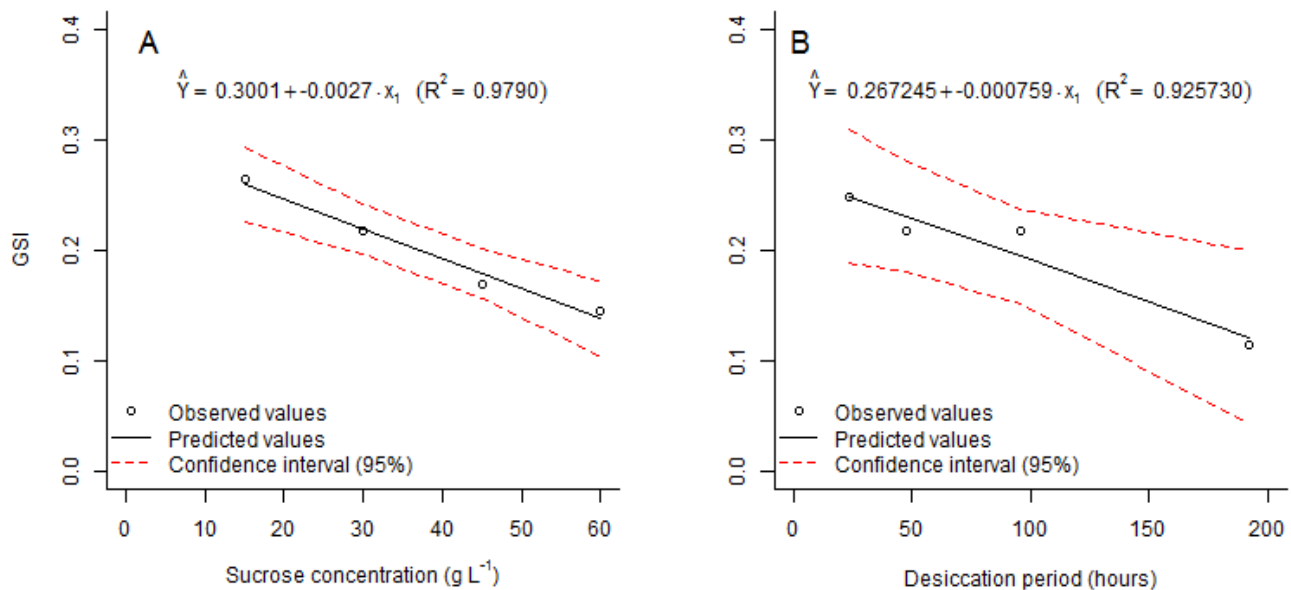 A
Ŷ = 0.3001 + -0.0027 · x₁ (R² = 0.9790)
GSI
0.4
0.3
0.2
0.1
0.0
Observed values
Predicted values
Confidence interval (95%)
0 10 20 30 40 50 60
Sucrose concentration (g L⁻¹)
B
Ŷ = 0.267245 + -0.000759 · x₁ (R² = 0.925730)
0.4
0.3
0.2
0.1
0.0
Observed values
Predicted values
Confidence interval (95%)
0 50 100 150 200
Desiccation period (hours)